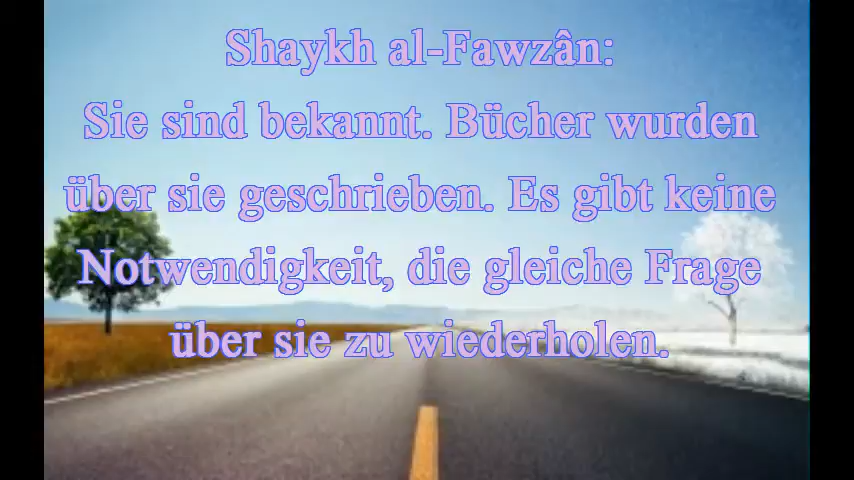 Shaykh al-Fawzân:
Sie sind bekannt. Bücher wurden
über sie geschrieben. Es gibt keine
Notwendigkeit, die gleiche Frage
über sie zu wiederholen.